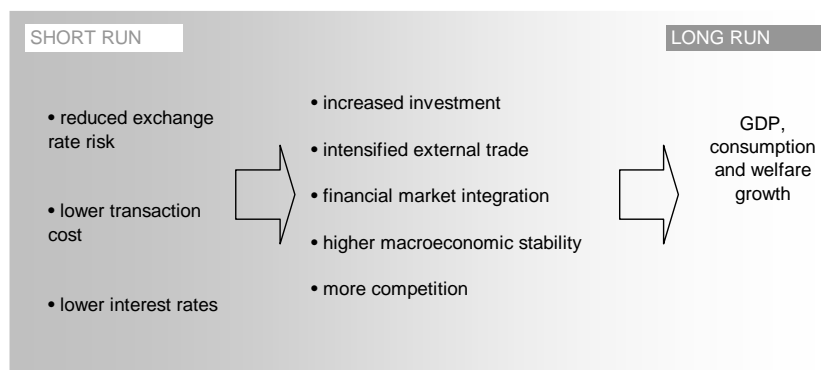 SHORT RUN
LONG RUN
• reduced exchange
rate risk
• lower transaction
cost
• lower interest rates
• increased investment
• intensified external trade
• financial market integration
• higher macroeconomic stability
• more competition
GDP,
consumption
and welfare
growth